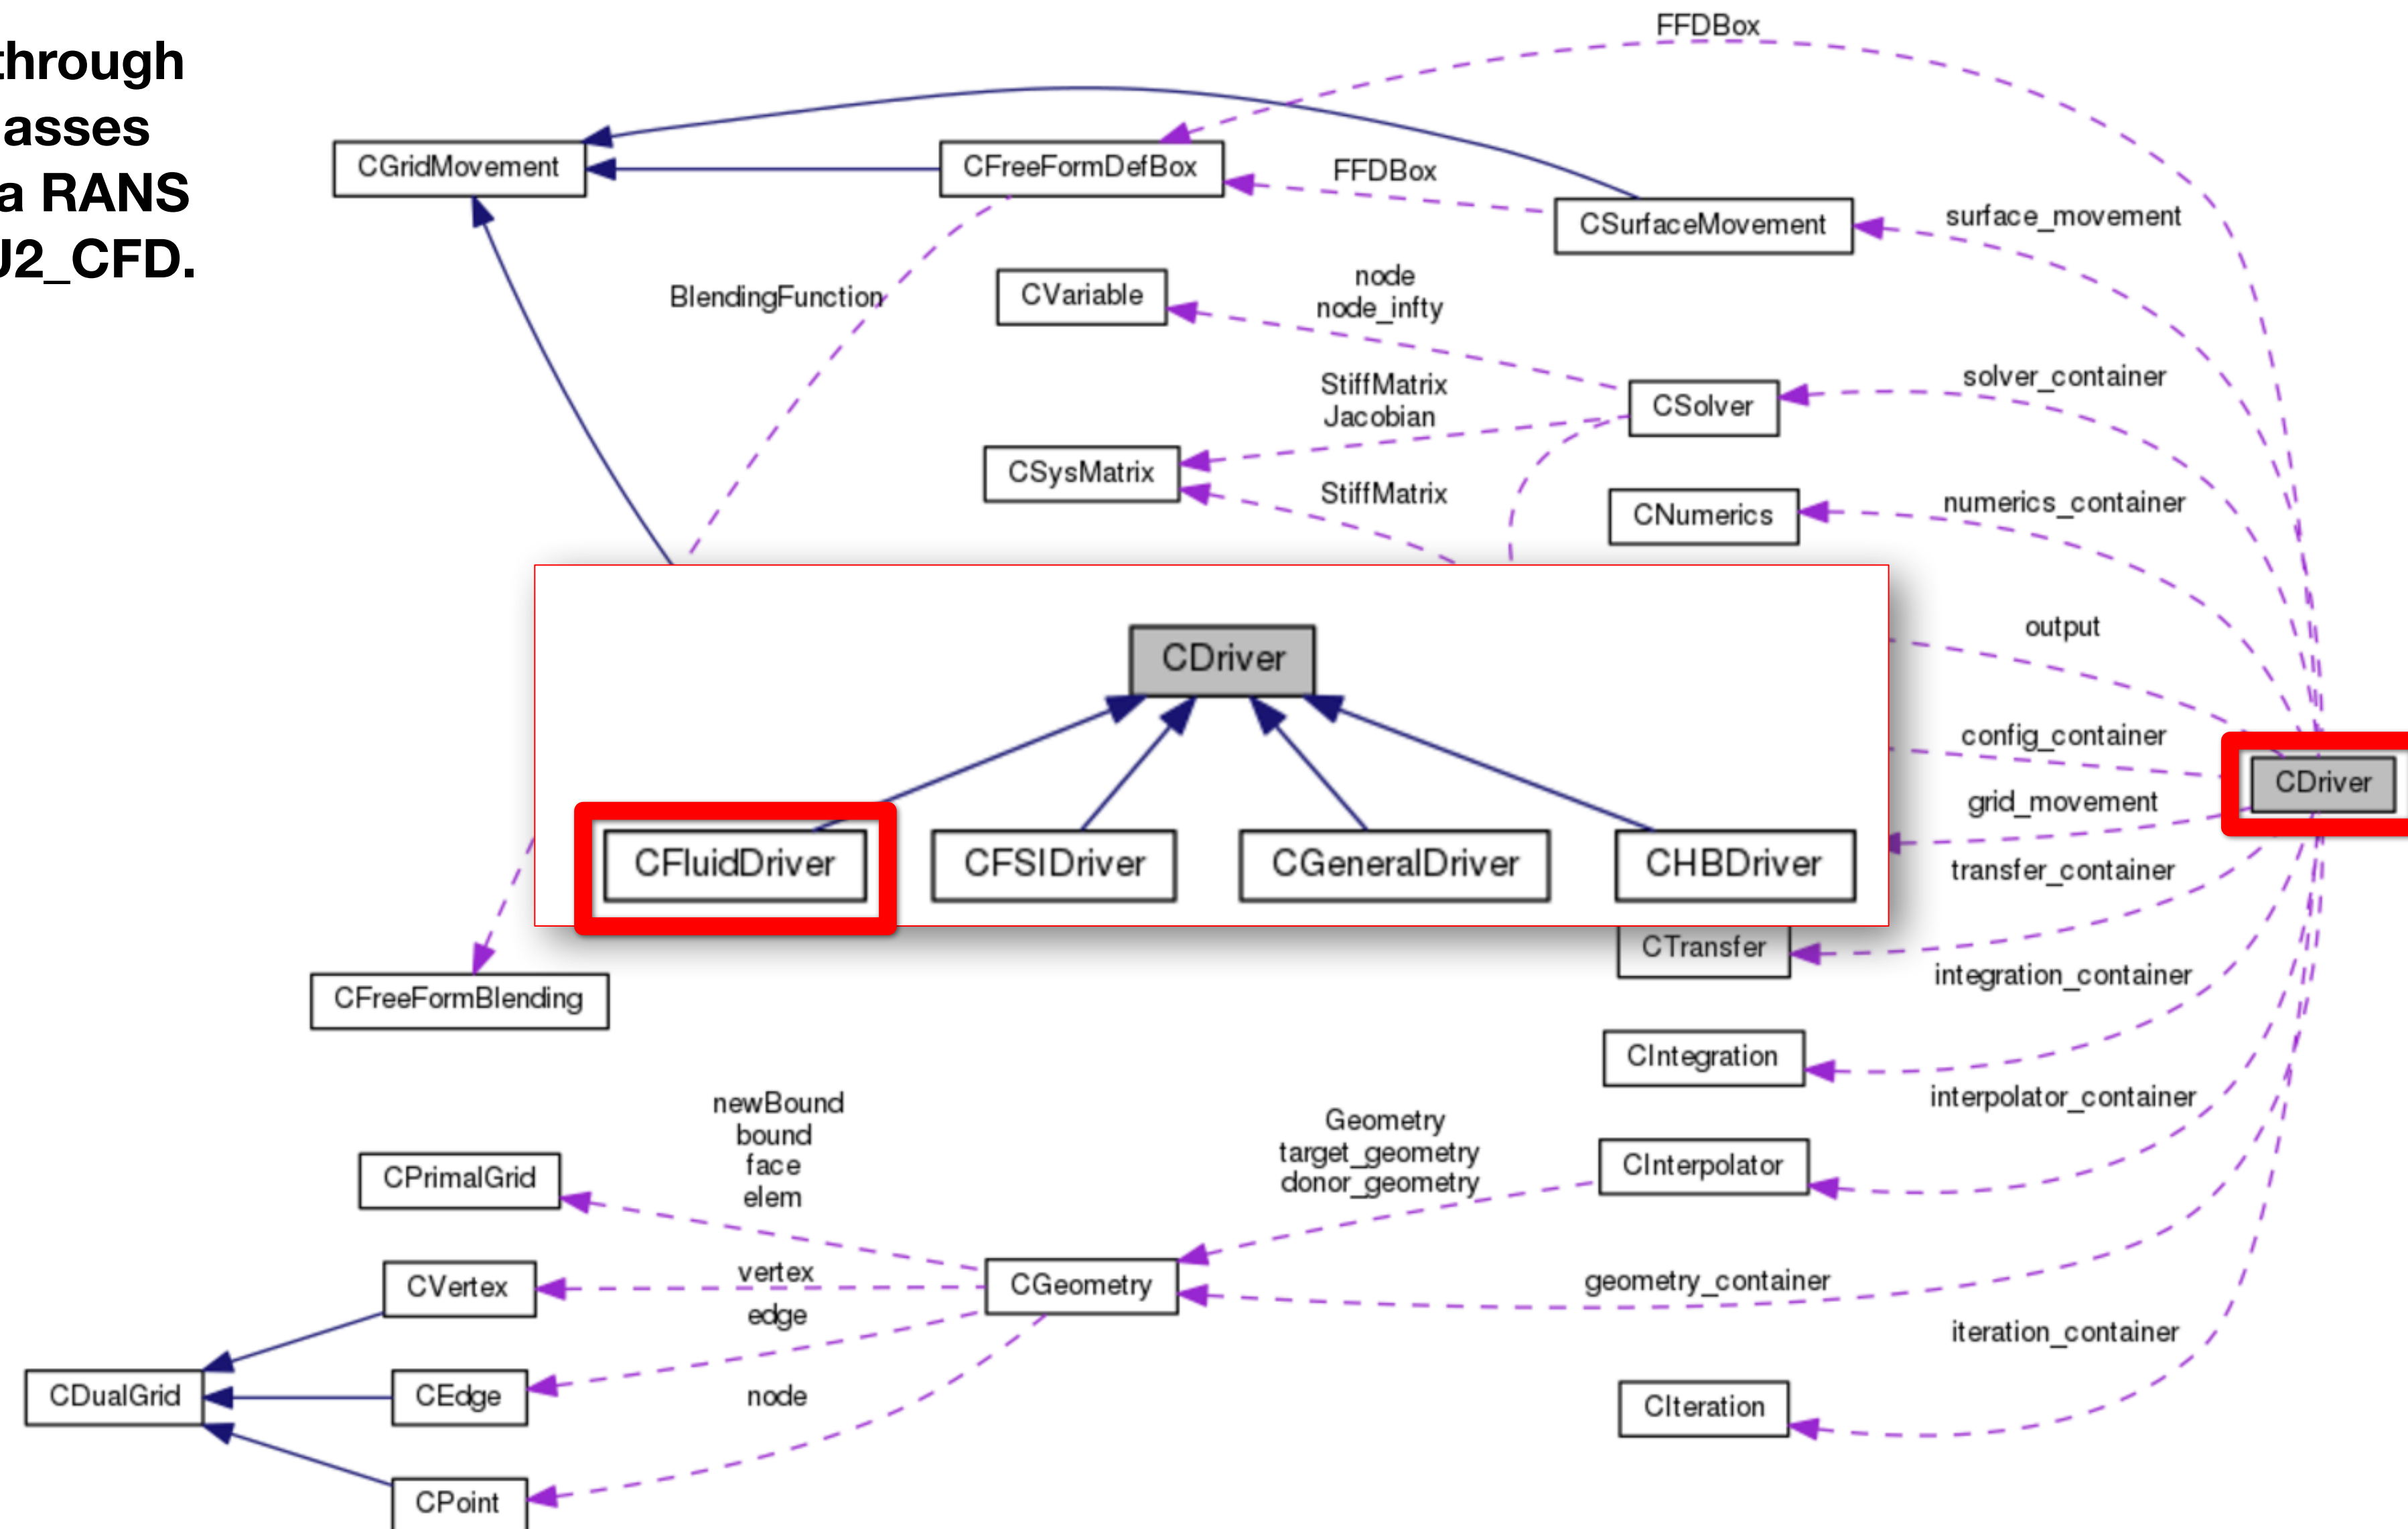 through
asses
a RANS
J2_CFD.
FFDBox
CGridMovement
CFreeFormDefBox
FFDBox
CSurfaceMovement
surface_movement
BlendingFunction
CVariable
node
node_infty
StiffMatrix
Jacobian
CSolver
solver_container
CSysMatrix
StiffMatrix
CNumerics
numerics_container
output
CDriver
config_container
CDriver
grid_movement
CFluidDriver
CFSIDriver
CGeneralDriver
CHBDriver
transfer_container
CTransfer
integration_container
CFreeFormBlending
CIntegration
interpolator_container
newBound
bound
face
elem
CPrimalGrid
Geometry
target_geometry
donor_geometry
CInterpolator
CVertex
vertex
edge
CGeometry
geometry_container
iteration_container
CDualGrid
CEdge
node
CIteration
CPoint